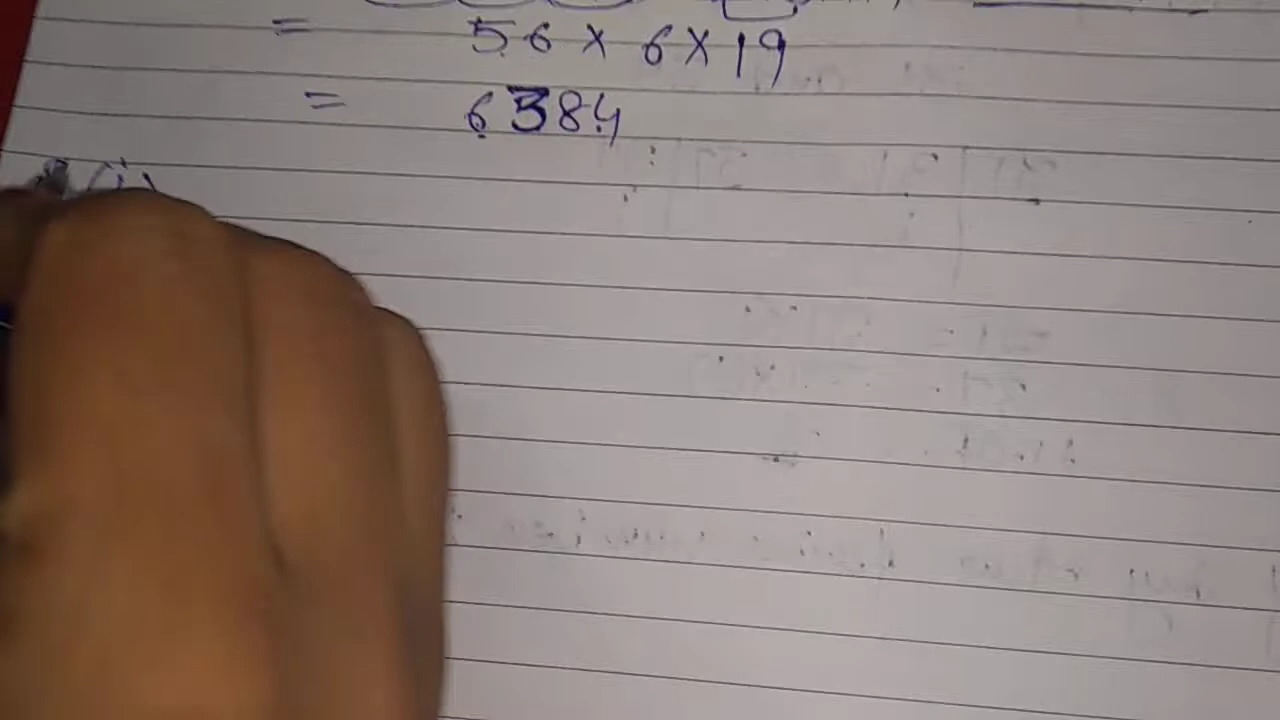 = 56 × 6 × 19
= 6384
(i)